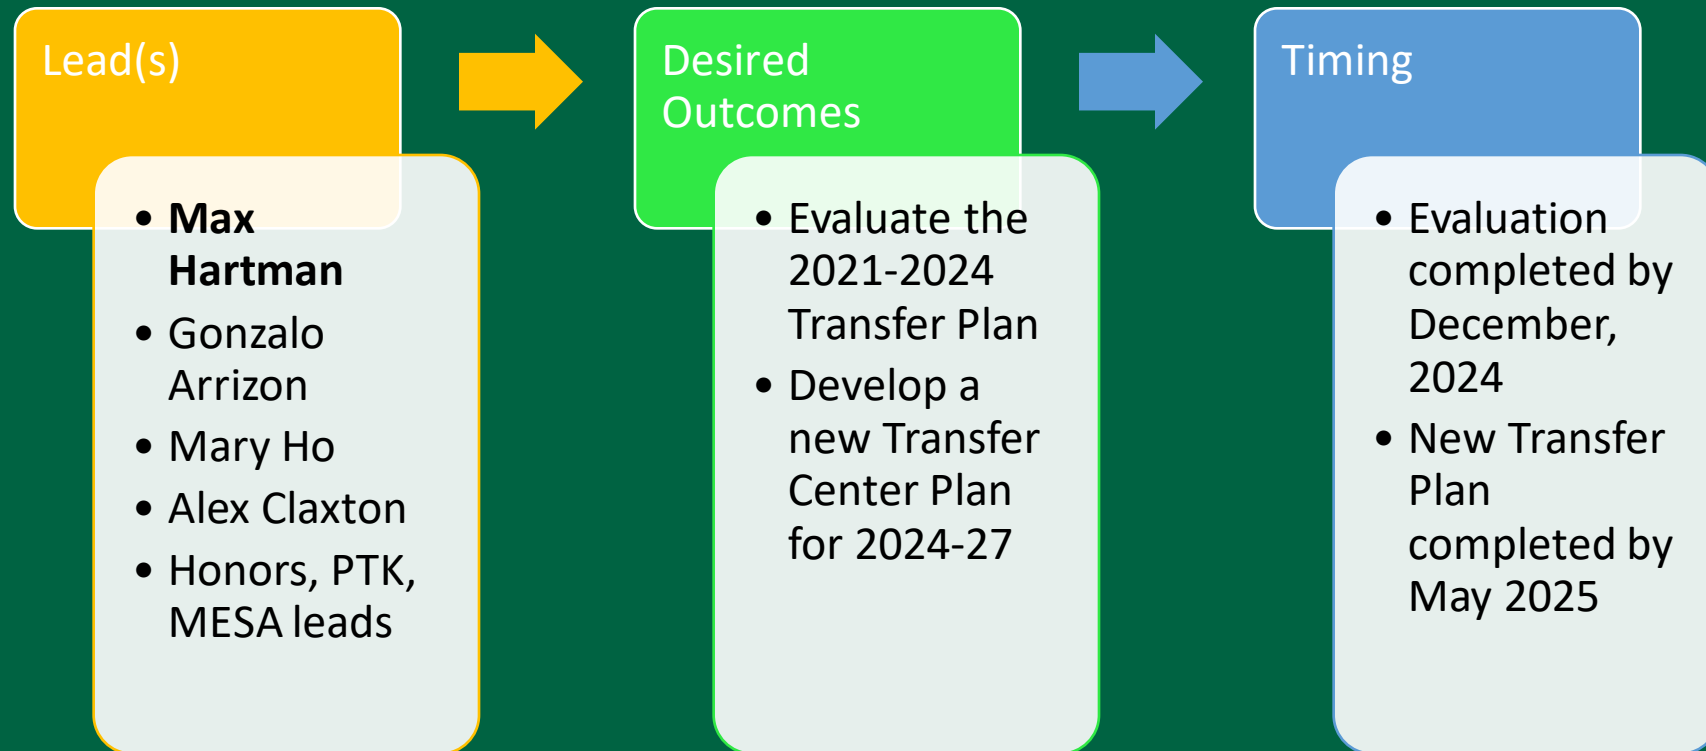 Lead(s)
• Max
Hartman
• Gonzalo
Arrizon
• Mary Ho
• Alex Claxton
• Honors, PTK,
MESA leads
Desired
Outcomes
• Evaluate the
2021-2024
Transfer Plan
• Develop a
new Transfer
Center Plan
for 2024-27
Timing
• Evaluation
completed by
December,
2024
• New Transfer
Plan
completed by
May 2025